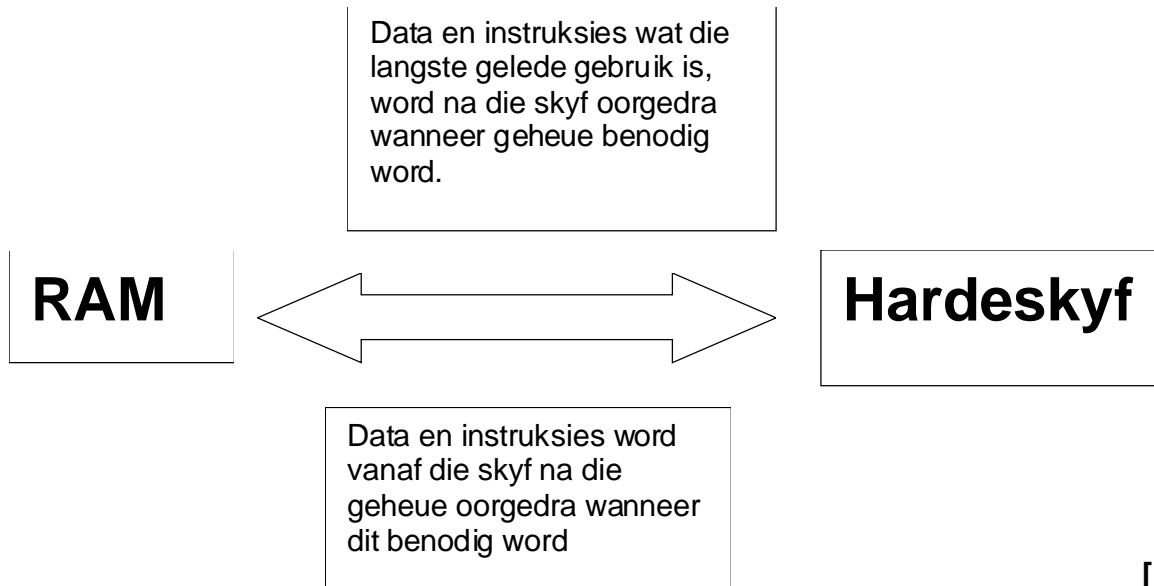 Data en instruksies wat die
langste gelede gebruik is,
word na die skyf oorgedra
wanneer geheue benodig
word.
RAM
Hardeskyf
Data en instruksies word
vanaf die skyf na die
geheue oorgedra wanneer
dit benodig word
[